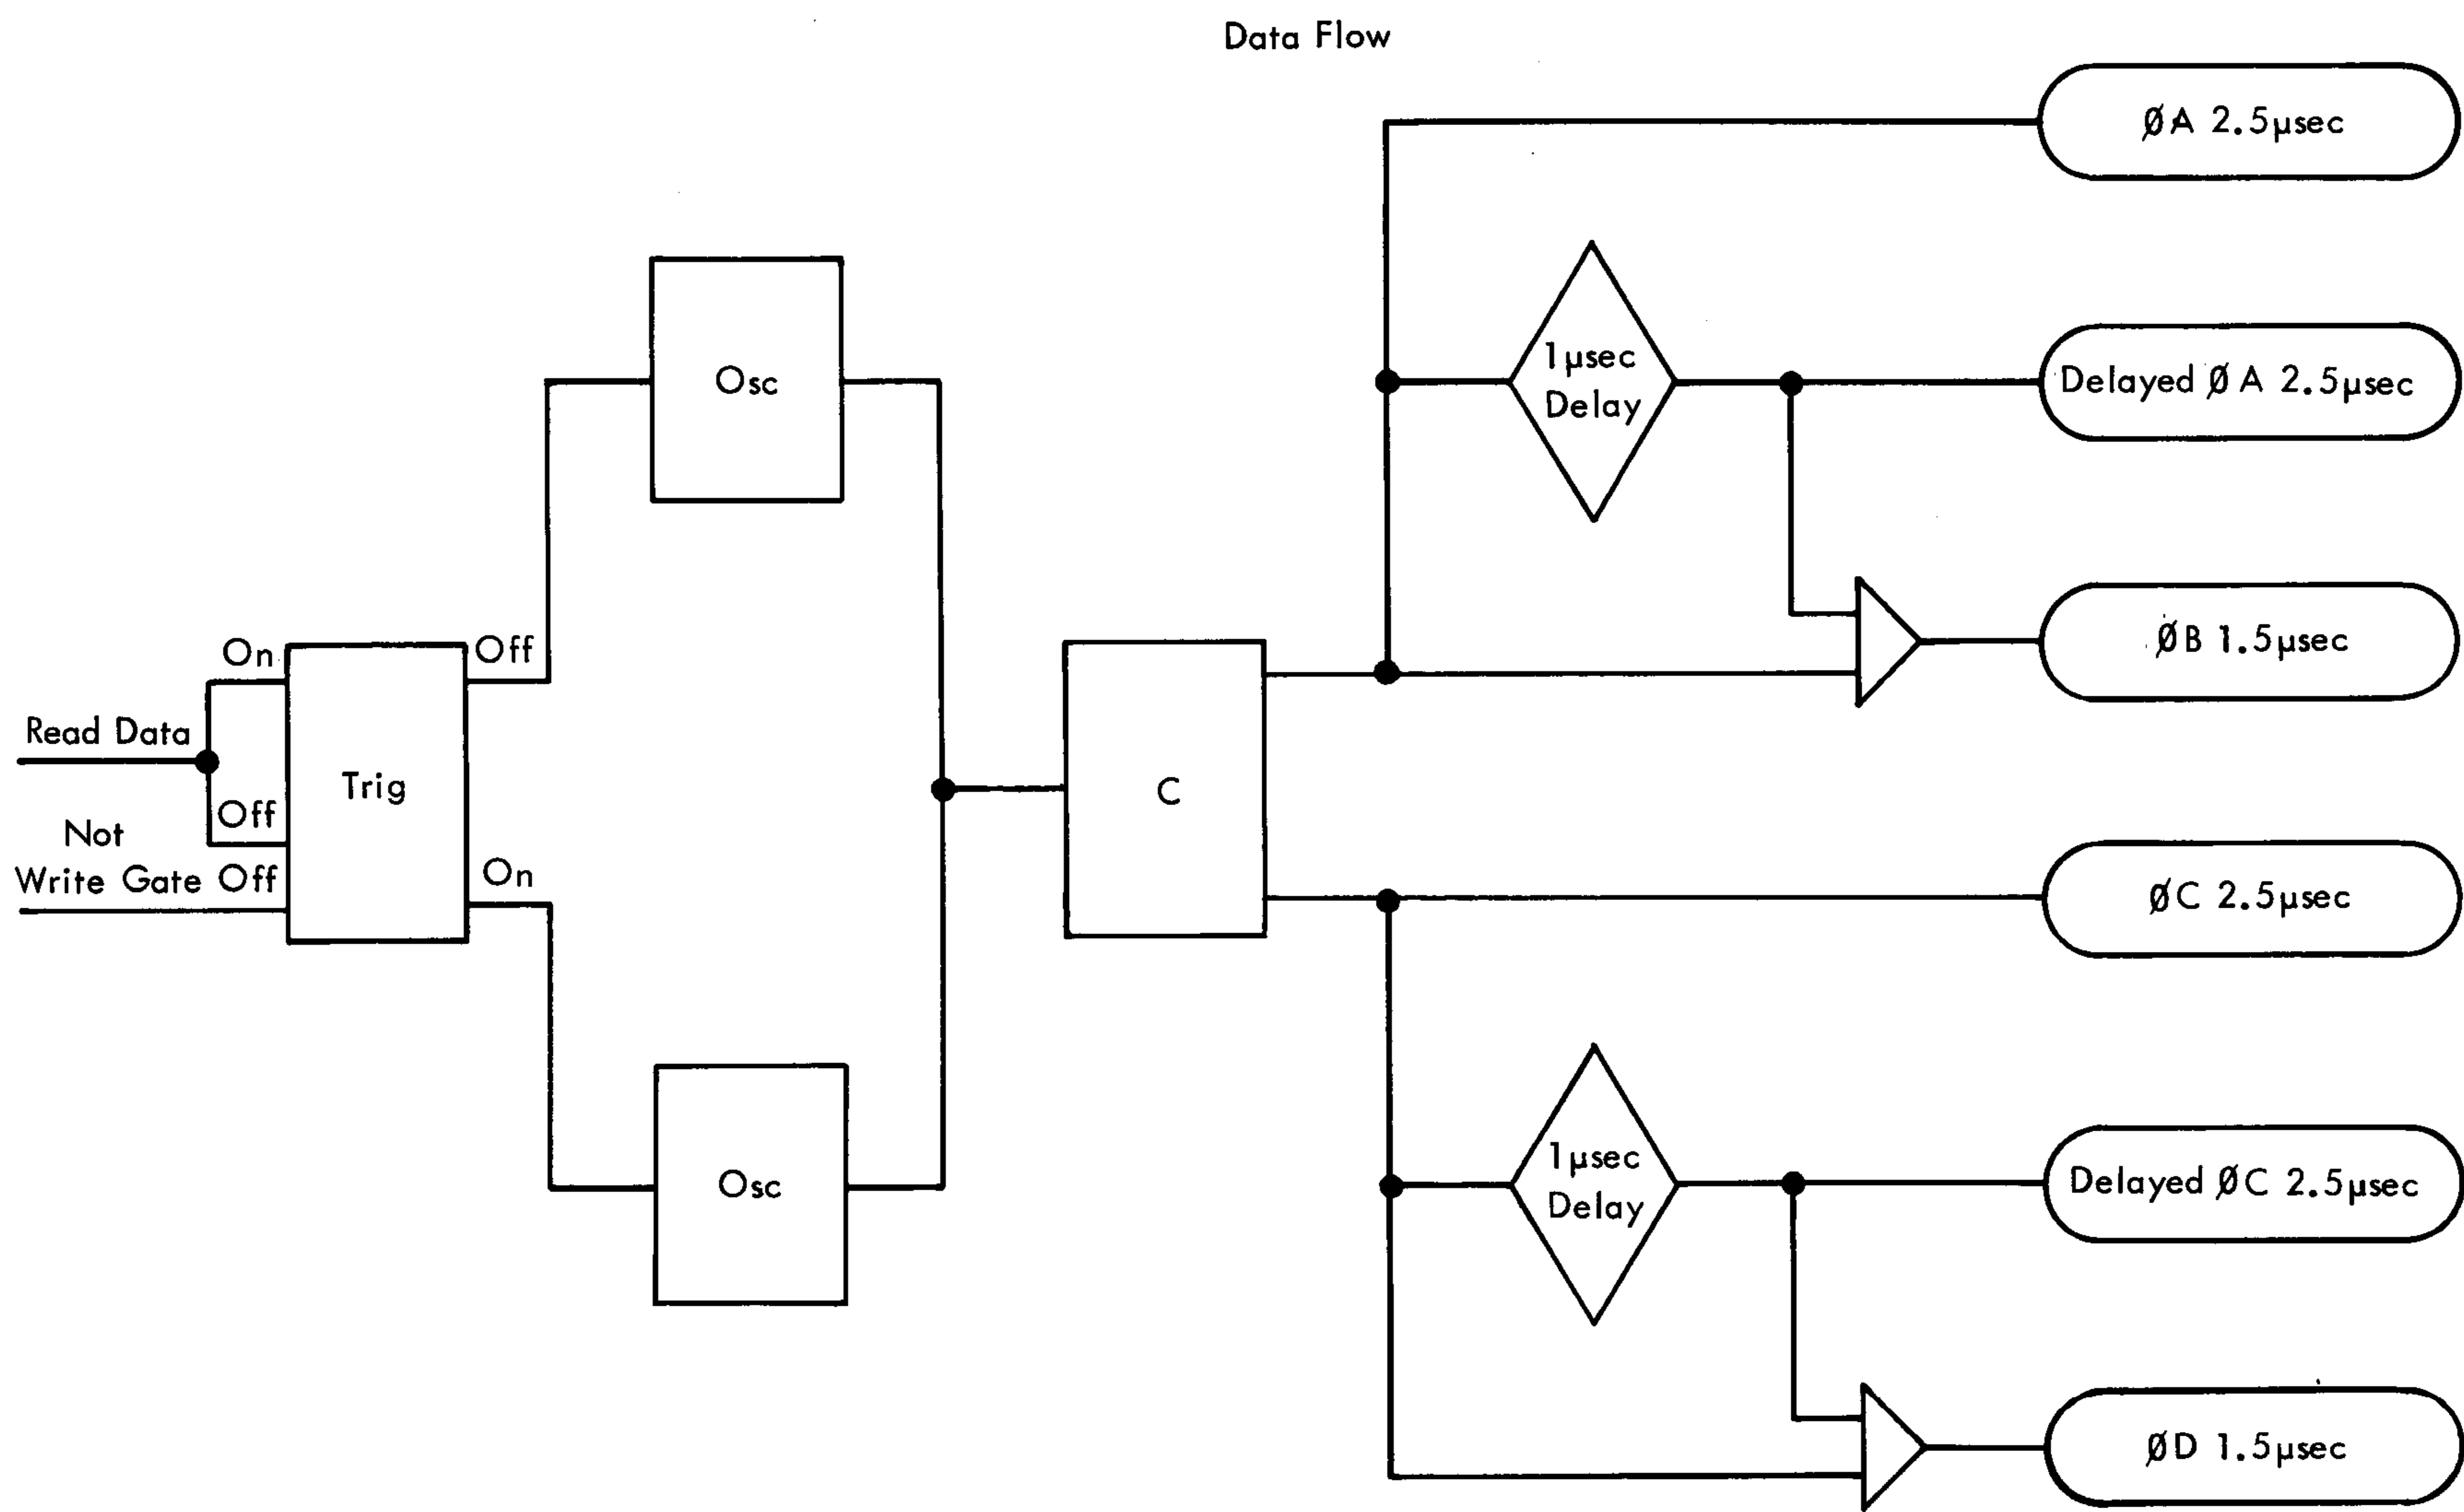 Data Flow
ØA 2.5µsec
Osc
1µsec
Delay
Delayed Ø A 2.5µsec
On
Off
ØB 1.5µsec
Read Data
Trig
C
Off
Not
Write Gate Off
On
ØC 2.5µsec
Osc
1µsec
Delay
Delayed ØC 2.5µsec
ØD 1.5µsec